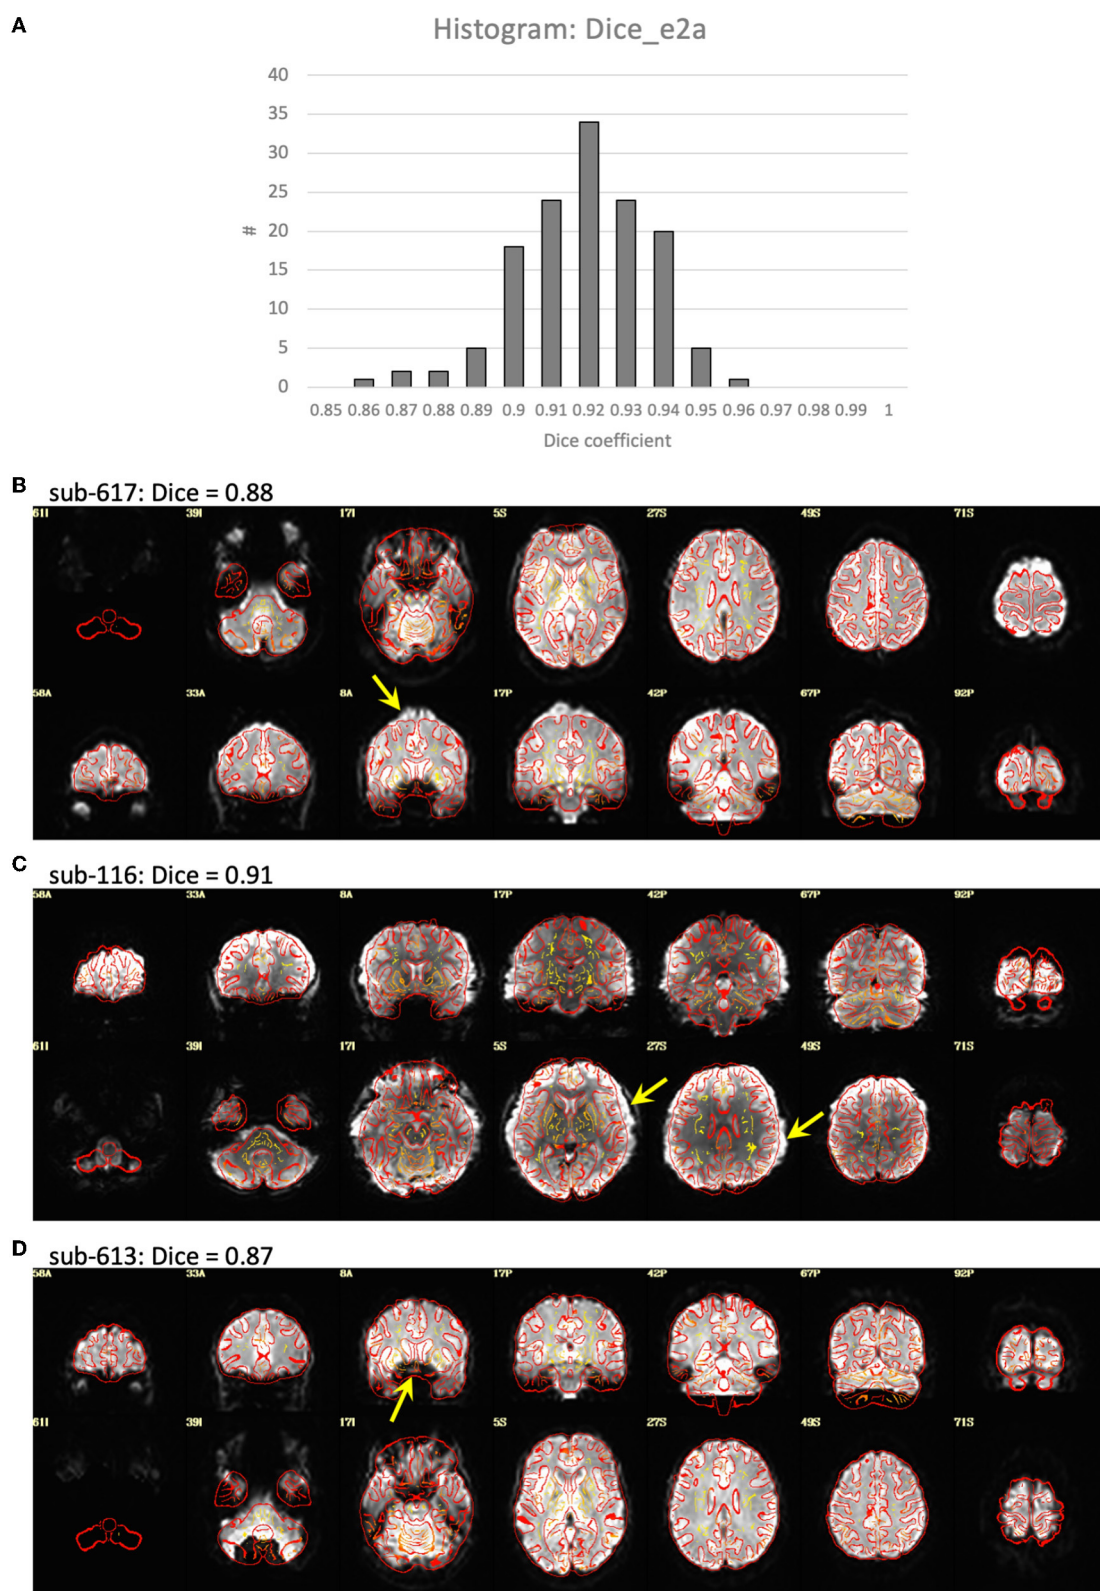 A
Histogram: Dice_e2a
40
35
30
25
20
15
10
5
0
#
0.85 0.86 0.87 0.88 0.89 0.9 0.91 0.92 0.93 0.94 0.95 0.96 0.97 0.98 0.99 1
Dice coefficient
B
sub-617: Dice = 0.88
61I 39I 17I 5S 27S 49S 71S
58A 33A 8A 17P 42P 67P 92P
C
sub-116: Dice = 0.91
58A 33A 8A 17P 42P 67P 92P
61I 39I 17I 5S 27S 49S 71S
D
sub-613: Dice = 0.87
58A 33A 8A 17P 42P 67P 92P
61I 39I 17I 5S 27S 49S 71S